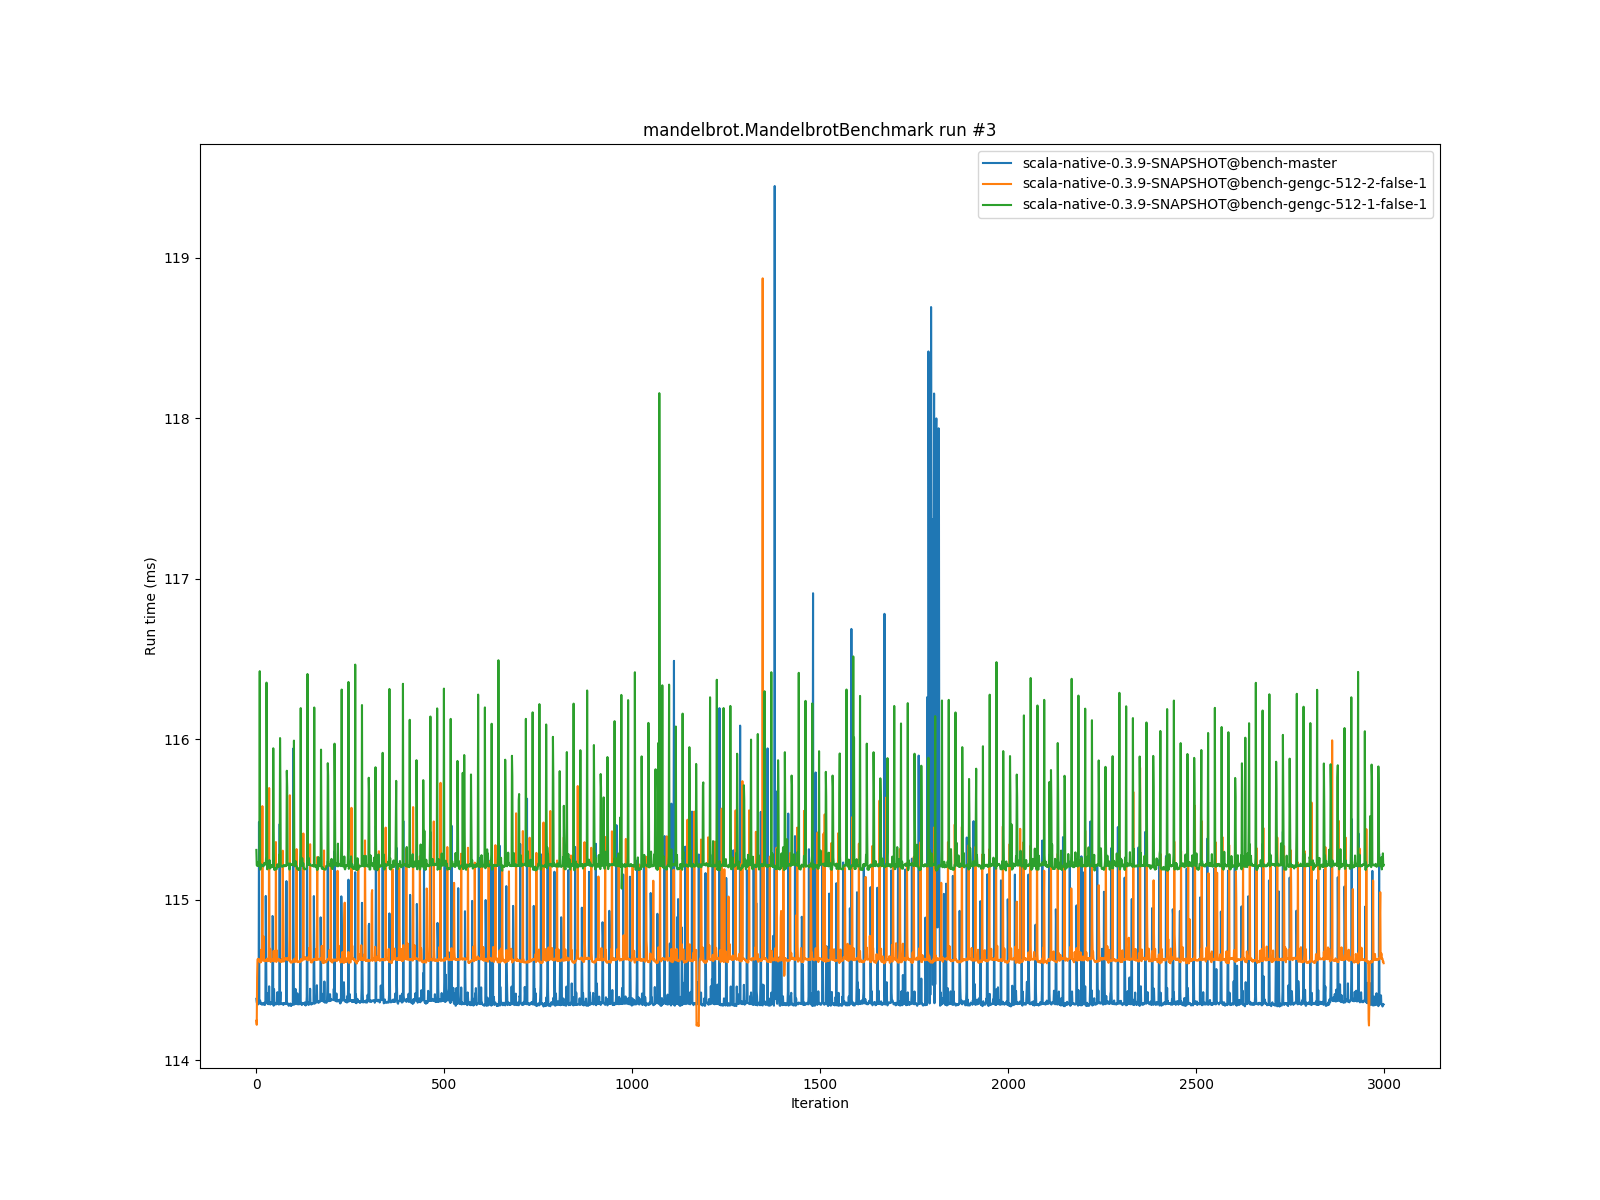 mandelbrot.MandelbrotBenchmark run #3
scala-native-0.3.9-SNAPSHOT@bench-master
scala-native-0.3.9-SNAPSHOT@bench-gengc-512-2-false-1
scala-native-0.3.9-SNAPSHOT@bench-gengc-512-1-false-1
119
118
117
116
115
114
Run time (ms)
0 500 1000 1500 2000 2500 3000
Iteration